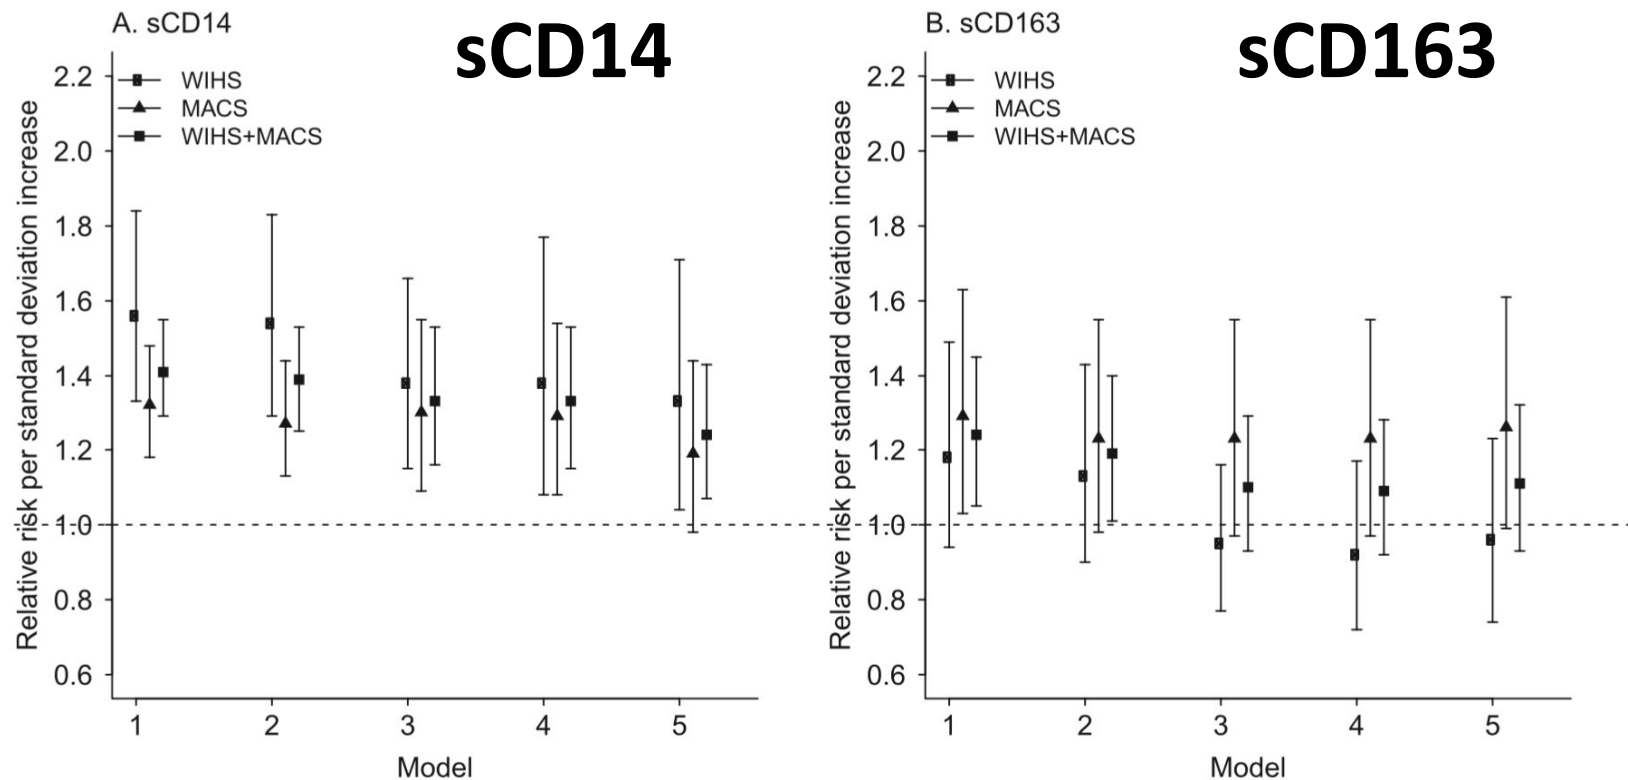 A. sCD14
sCD14
WIHS
MACS
WIHS+MACS
Relative risk per standard deviation increase
2.2
2.0
1.8
1.6
1.4
1.2
1.0
0.8
0.6
1 2 3 4 5
Model
B. sCD163
sCD163
WIHS
MACS
WIHS+MACS
Relative risk per standard deviation increase
2.2
2.0
1.8
1.6
1.4
1.2
1.0
0.8
0.6
1 2 3 4 5
Model